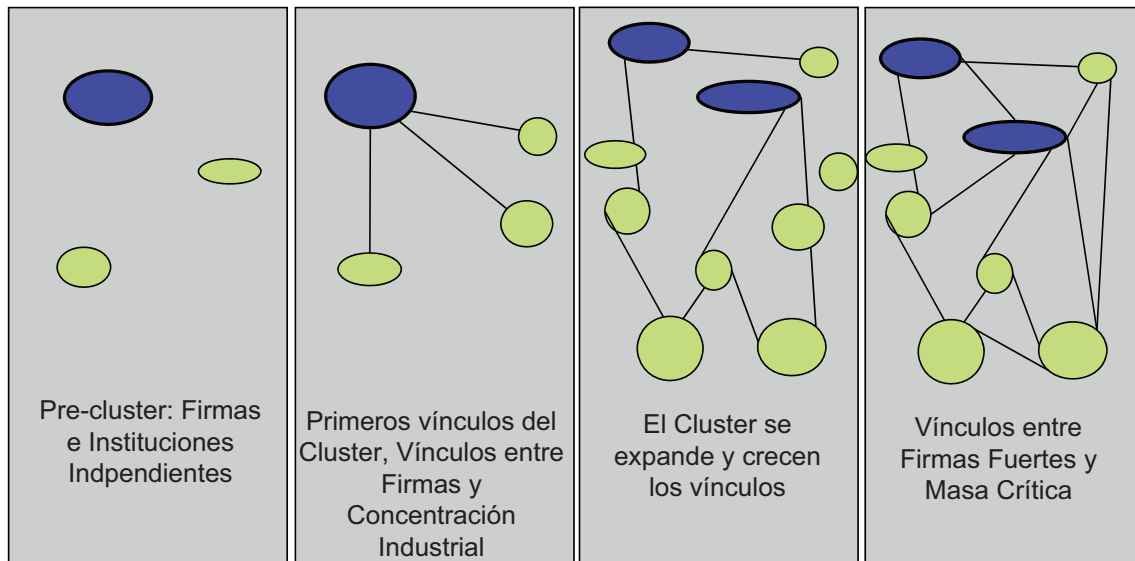 Pre-cluster: Firmas
e Instituciones
Indpendientes
Primeros vínculos del
Cluster, Vínculos entre
Firmas y
Concentración
Industrial
El Cluster se
expande y crecen
los vínculos
Vínculos entre
Firmas Fuertes y
Masa Crítica